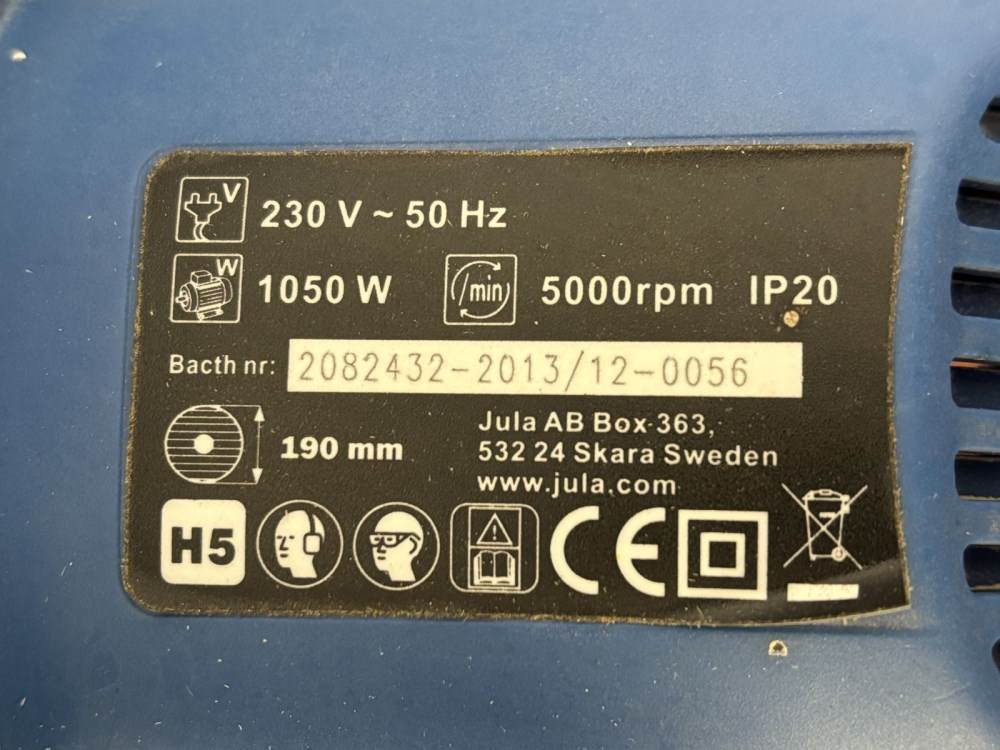 V 230 V ~ 50 Hz
W 1050 W /min 5000rpm IP20
Bacth nr: 2082432-2013/12-0056
190 mm
Jula AB Box 363,
532 24 Skara Sweden
www.jula.com
H5 CE